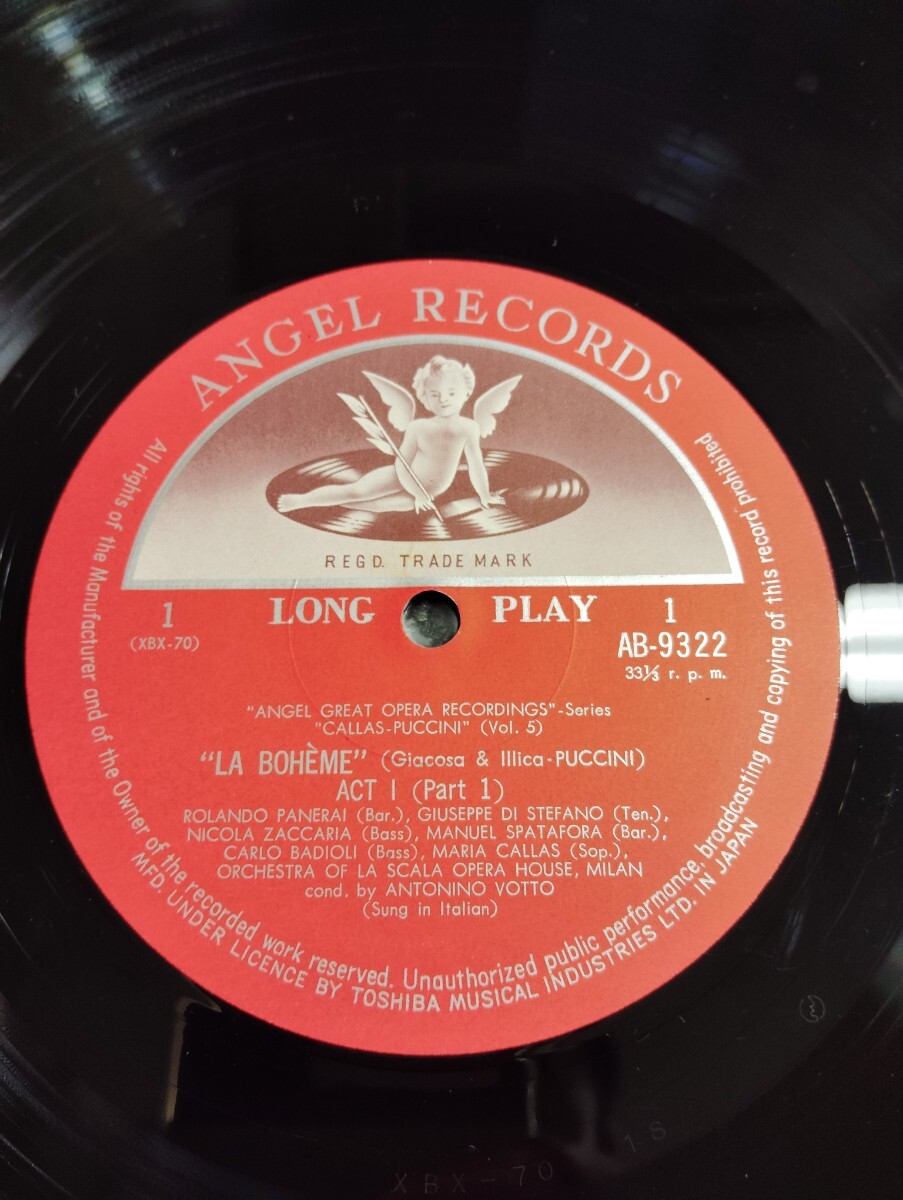 ANGEL RECORDS
REGD. TRADE MARK
1 LONG PLAY 1
(XBX-70) AB-9322
33⅓ r. p. m.
"ANGEL GREAT OPERA RECORDINGS"-Series
"CALLAS-PUCCINI" (Vol. 5)
"LA BOHÈME" (Giacosa & Illica-PUCCINI)
ACT I (Part 1)
ROLANDO PANERAI (Bar.), GIUSEPPE DI STEFANO (Ten.),
NICOLA ZACCARIA (Bass), MANUEL SPATAFORA (Bar.),
CARLO BADIOLI (Bass), MARIA CALLAS (Sop.),
ORCHESTRA OF LA SCALA OPERA HOUSE, MILAN
cond. by ANTONINO VOTTO
(Sung in Italian)
All rights of the Manufacturer and of the Owner of the recorded work reserved. Unauthorized public performance, broadcasting and copying of this record prohibited
MFD. UNDER LICENCE BY TOSHIBA MUSICAL INDUSTRIES LTD. IN JAPAN
XBX-70 1S